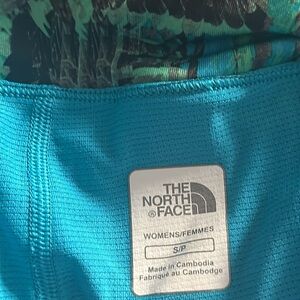 THE
NORTH
®FACE
WOMENS/FEMMES
S/P
Made in Cambodia
Fabriqué au Cambodge